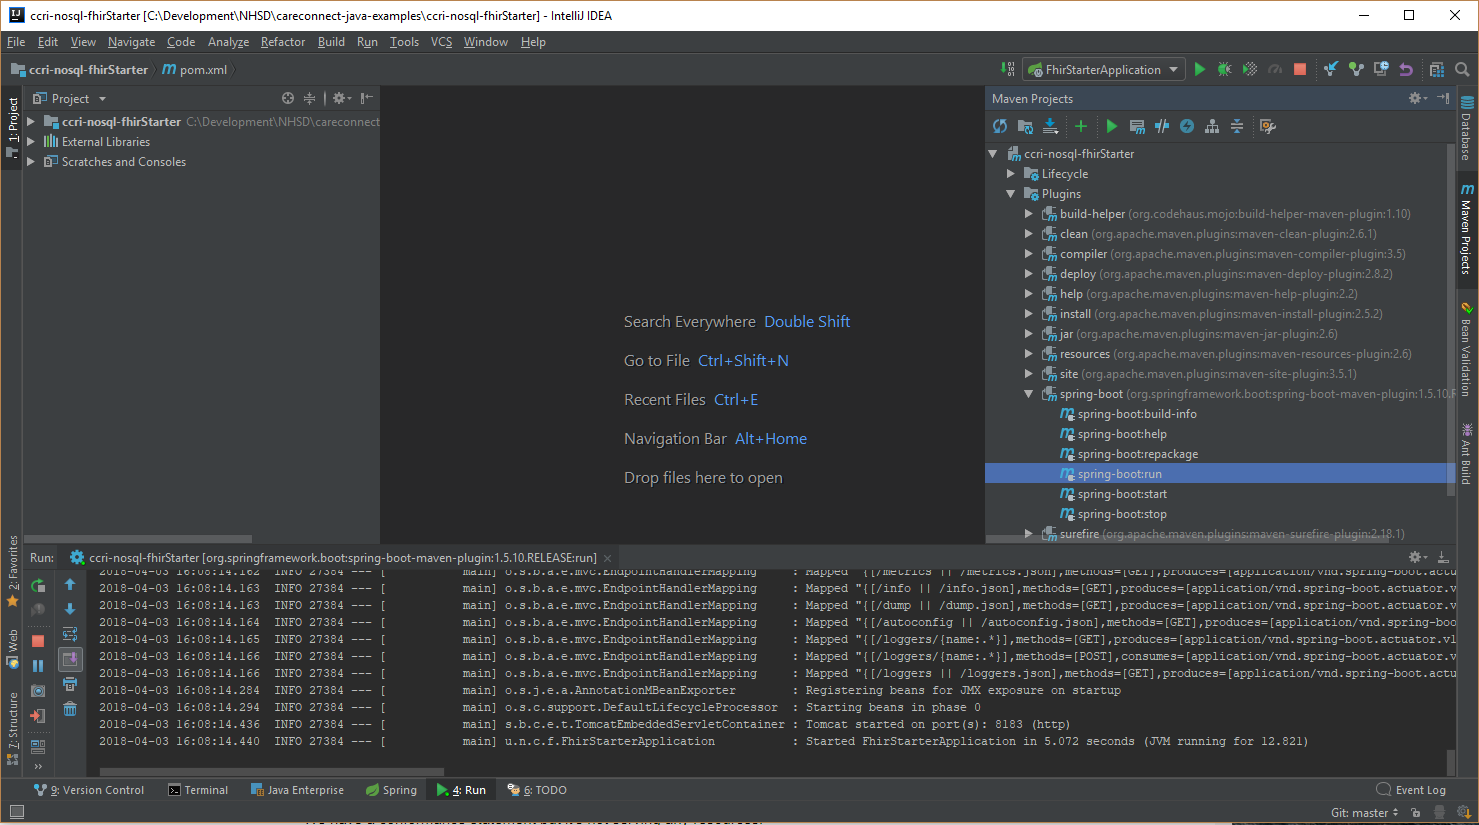 ccri-nosql-fhirStarter [C:\Development\NHSD\careconnect-java-examples\ccri-nosql-fhirStarter] - IntelliJ IDEA
File Edit View Navigate Code Analyze Refactor Build Run Tools VCS Window Help
ccri-nosql-fhirStarter pom.xml FhirStarterApplication
1: Project
Project
ccri-nosql-fhirStarter C:\Development\NHSD\careconnect
External Libraries
Scratches and Consoles
Search Everywhere Double Shift
Go to File Ctrl+Shift+N
Recent Files Ctrl+E
Navigation Bar Alt+Home
Drop files here to open
Maven Projects
ccri-nosql-fhirStarter
Lifecycle
Plugins
build-helper (org.codehaus.mojo:build-helper-maven-plugin:1.10)
clean (org.apache.maven.plugins:maven-clean-plugin:2.6.1)
compiler (org.apache.maven.plugins:maven-compiler-plugin:3.5)
deploy (org.apache.maven.plugins:maven-deploy-plugin:2.8.2)
help (org.apache.maven.plugins:maven-help-plugin:2.2)
install (org.apache.maven.plugins:maven-install-plugin:2.5.2)
jar (org.apache.maven.plugins:maven-jar-plugin:2.6)
resources (org.apache.maven.plugins:maven-resources-plugin:2.6)
site (org.apache.maven.plugins:maven-site-plugin:3.5.1)
spring-boot (org.springframework.boot:spring-boot-maven-plugin:1.5.10.R
spring-boot:build-info
spring-boot:help
spring-boot:repackage
spring-boot:run
spring-boot:start
spring-boot:stop
surefire (org.apache.maven.plugins:maven-surefire-plugin:2.18.1)
Database
Maven Projects
Bean Validation
Ant Build
2: Favorites
Web
7: Structure
Run: ccri-nosql-fhirStarter [org.springframework.boot:spring-boot-maven-plugin:1.5.10.RELEASE:run]
2018-04-03 16:08:14.162 INFO 27384 --- [ main] o.s.b.a.e.mvc.EndpointHandlerMapping : Mapped "{[/metrics || /metrics.json],methods=[GET],produces=[application/vnd.spring-boot.actua
2018-04-03 16:08:14.163 INFO 27384 --- [ main] o.s.b.a.e.mvc.EndpointHandlerMapping : Mapped "{[/info || /info.json],methods=[GET],produces=[application/vnd.spring-boot.actuator.v
2018-04-03 16:08:14.163 INFO 27384 --- [ main] o.s.b.a.e.mvc.EndpointHandlerMapping : Mapped "{[/dump || /dump.json],methods=[GET],produces=[application/vnd.spring-boot.actuator.v
2018-04-03 16:08:14.164 INFO 27384 --- [ main] o.s.b.a.e.mvc.EndpointHandlerMapping : Mapped "{[/autoconfig || /autoconfig.json],methods=[GET],produces=[application/vnd.spring-boo
2018-04-03 16:08:14.165 INFO 27384 --- [ main] o.s.b.a.e.mvc.EndpointHandlerMapping : Mapped "{[/loggers/{name:.*}],methods=[GET],produces=[application/vnd.spring-boot.actuator.v1
2018-04-03 16:08:14.166 INFO 27384 --- [ main] o.s.b.a.e.mvc.EndpointHandlerMapping : Mapped "{[/loggers/{name:.*}],methods=[POST],consumes=[application/vnd.spring-boot.actuator.v
2018-04-03 16:08:14.166 INFO 27384 --- [ main] o.s.b.a.e.mvc.EndpointHandlerMapping : Mapped "{[/loggers || /loggers.json],methods=[GET],produces=[application/vnd.spring-boot.actua
2018-04-03 16:08:14.284 INFO 27384 --- [ main] o.s.j.e.a.AnnotationMBeanExporter : Registering beans for JMX exposure on startup
2018-04-03 16:08:14.294 INFO 27384 --- [ main] o.s.c.support.DefaultLifecycleProcessor : Starting beans in phase 0
2018-04-03 16:08:14.436 INFO 27384 --- [ main] s.b.c.e.t.TomcatEmbeddedServletContainer : Tomcat started on port(s): 8183 (http)
2018-04-03 16:08:14.440 INFO 27384 --- [ main] u.n.c.f.FhirStarterApplication : Started FhirStarterApplication in 5.072 seconds (JVM running for 12.821)
9: Version Control Terminal Java Enterprise Spring 4: Run 6: TODO Event Log
Git: master